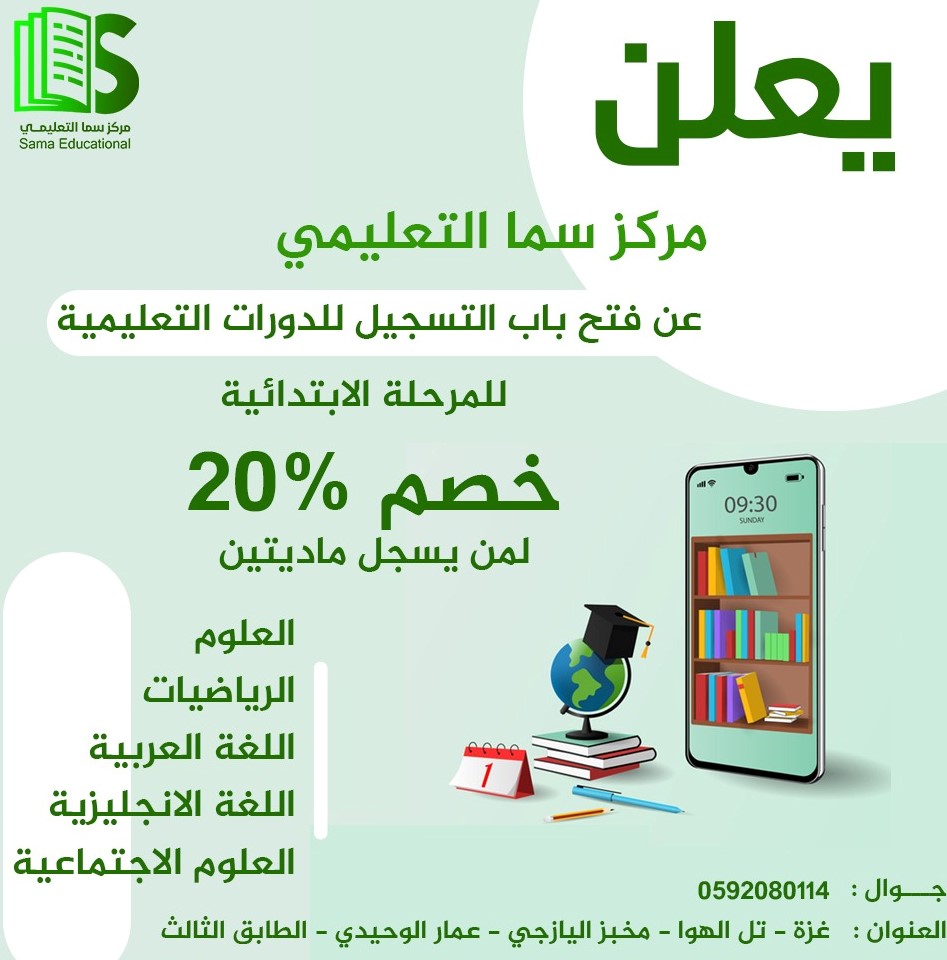 مركز سما التعليمـي
Sama Educational
يعلن
مركز سما التعليمي
عن فتح باب التسجيل للدورات التعليمية
للمرحلة الابتدائية
خصم 20%
لمن يسجل ماديتين
09:30
SUNDAY
العلوم
الرياضيات
اللغة العربية
اللغة الانجليزية
العلوم الاجتماعية
1
جـــوال : 0592080114
العنوان : غزة - تل الهوا - مخبز اليازجي - عمار الوحيدي - الطابق الثالث